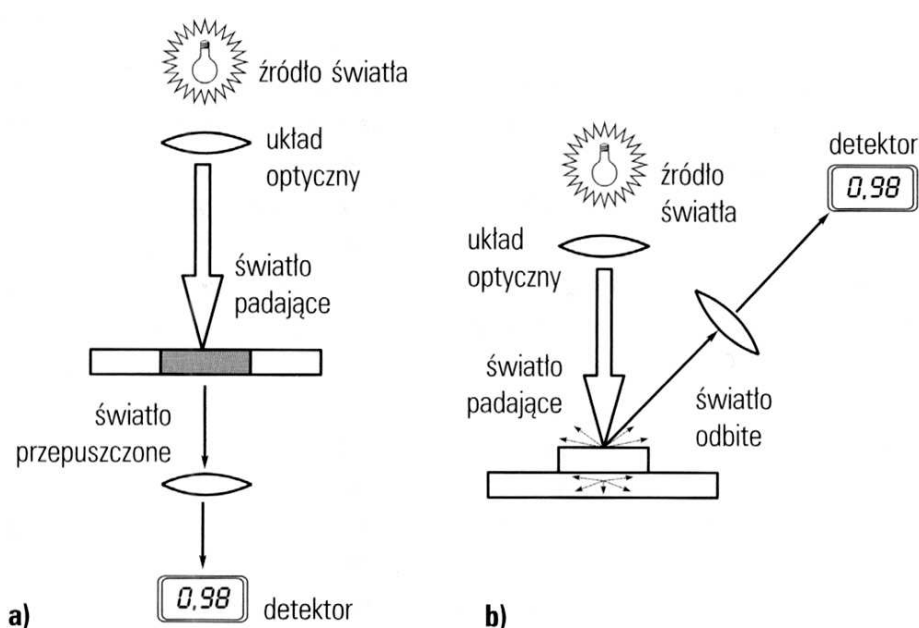 źródło światła
układ
optyczny
światło
padające
światło
przepuszczone
0,98
detektor
a)
detektor
0,98
źródło
światła
układ
optyczny
światło
padające
światło
odbite
b)